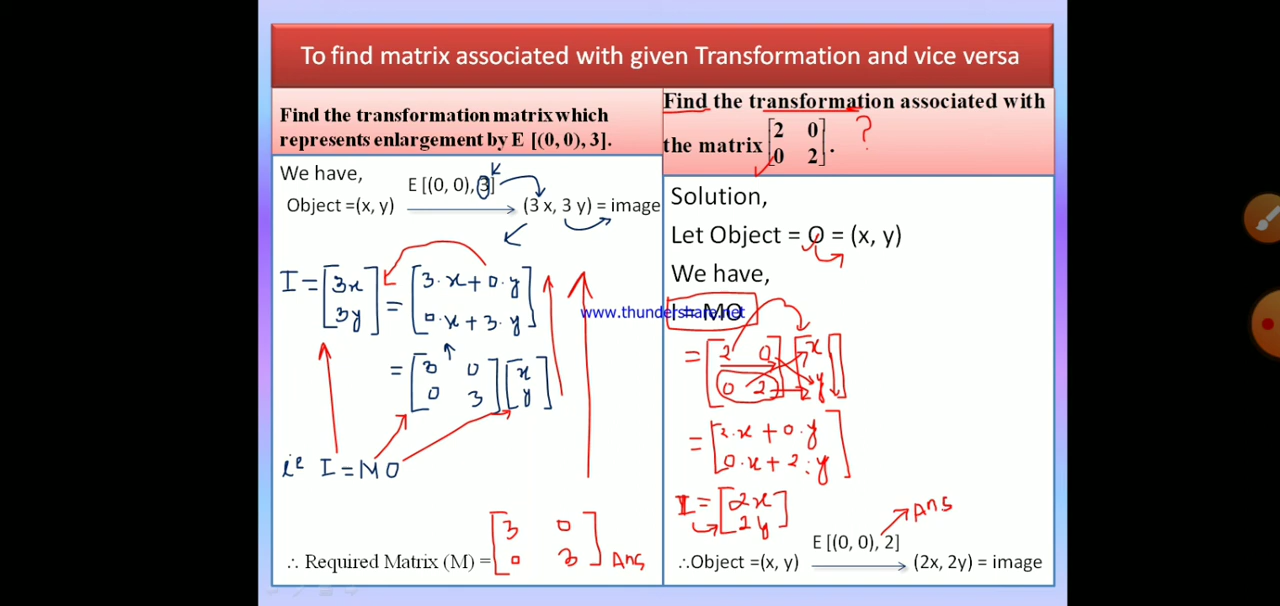 To find matrix associated with given Transformation and vice versa
Find the transformation matrix which
represents enlargement by E [(0, 0), 3].
We have,
E [(0, 0), 3] k
Object =(x, y) (3 x, 3 y) = image
I = [3x 3y] = [3·x + 0·y
0·x + 3·y]
= [3 0
0 3] [x y]
ie I = MO
∴ Required Matrix (M) = [3 0
0 3] Ans
Find the transformation associated with
the matrix [2 0
0 2]. ?
Solution,
Let Object = O = (x, y)
We have,
I = MO
www.thundershare.net
= [2 0
0 2] [x y]
= [2·x + 0·y
0·x + 2·y]
I = [2x
2y]
E [(0, 0), 2] Ans
∴Object =(x, y) (2x, 2y) = image